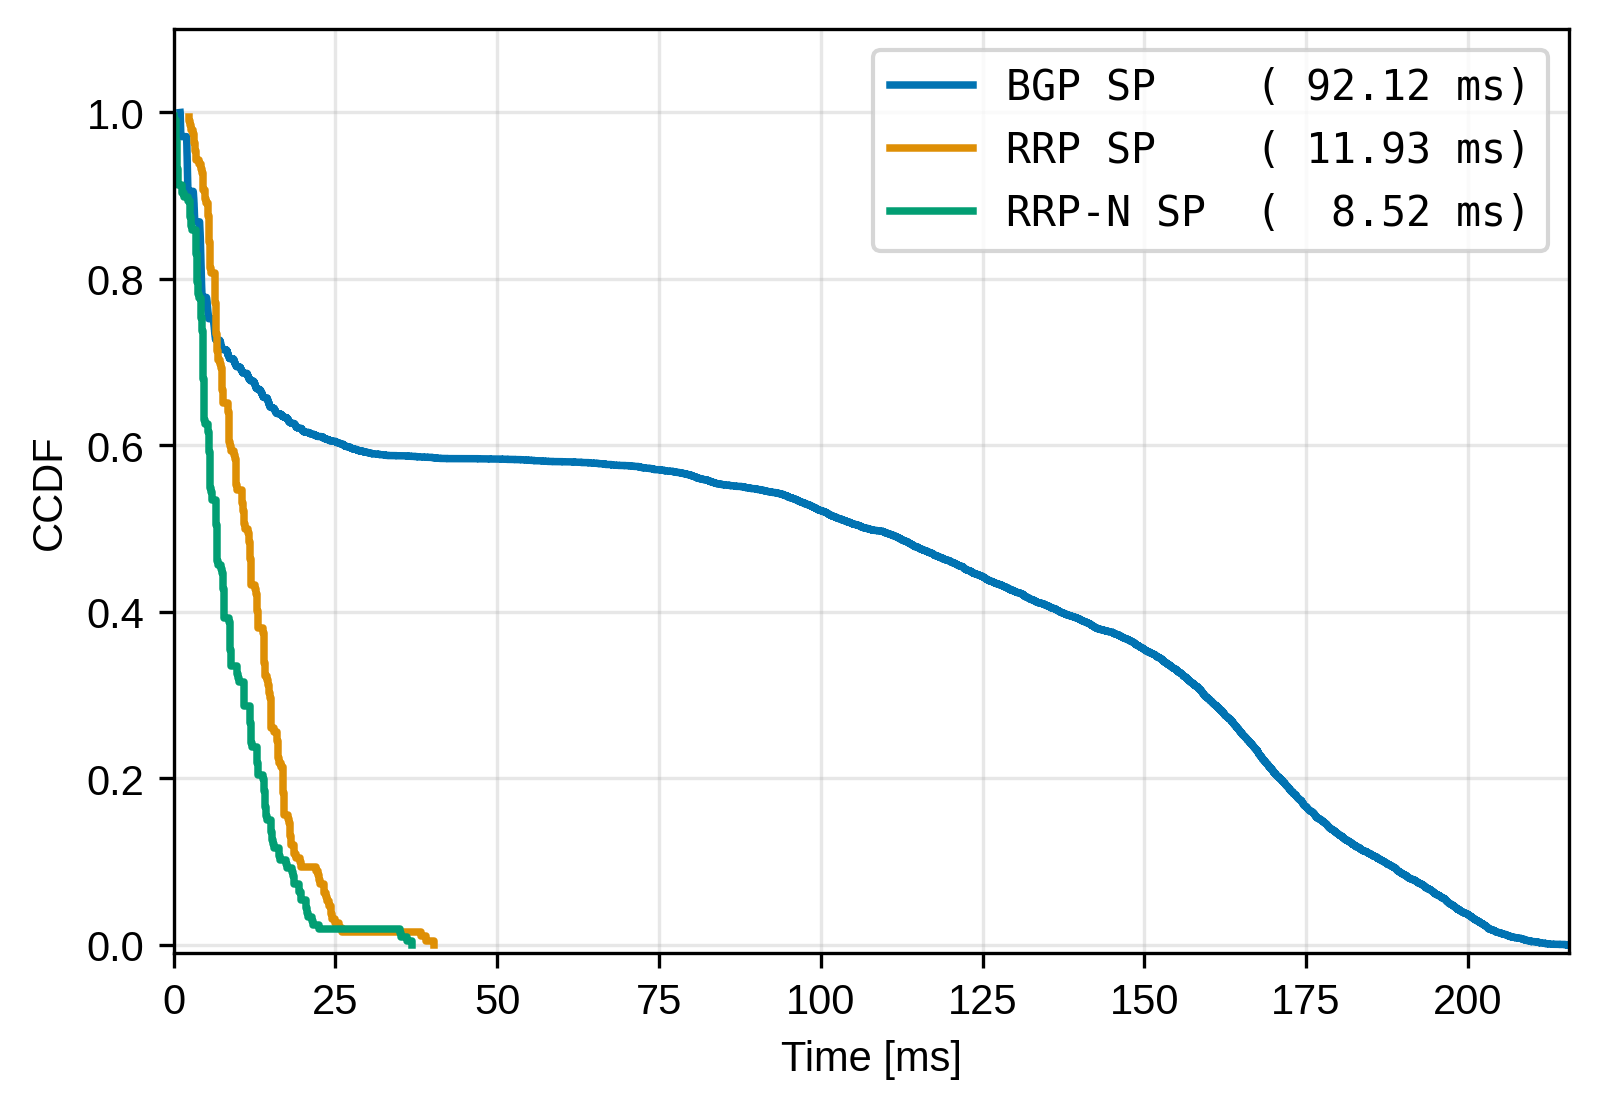 BGP SP    ( 92.12 ms)
RRP SP    ( 11.93 ms)
RRP-N SP  (  8.52 ms)
CCDF
1.0
0.8
0.6
0.4
0.2
0.0
0 25 50 75 100 125 150 175 200
Time [ms]